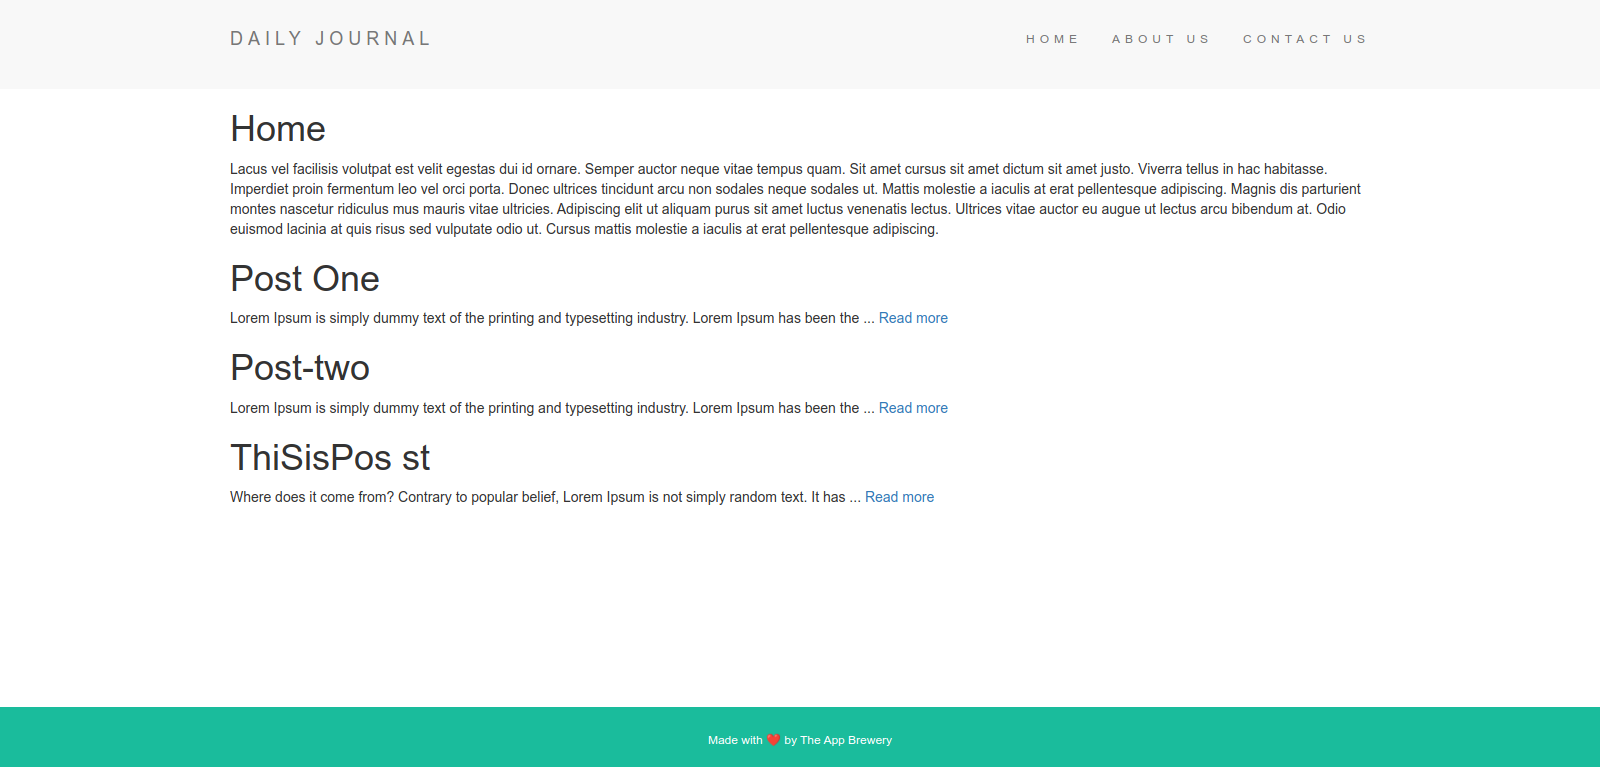 DAILY JOURNAL
HOME ABOUT US CONTACT US
Home
Lacus vel facilisis volutpat est velit egestas dui id ornare. Semper auctor neque vitae tempus quam. Sit amet cursus sit amet dictum sit amet justo. Viverra tellus in hac habitasse.
Imperdiet proin fermentum leo vel orci porta. Donec ultrices tincidunt arcu non sodales neque sodales ut. Mattis molestie a iaculis at erat pellentesque adipiscing. Magnis dis parturient
montes nascetur ridiculus mus mauris vitae ultricies. Adipiscing elit ut aliquam purus sit amet luctus venenatis lectus. Ultrices vitae auctor eu augue ut lectus arcu bibendum at. Odio
euismod lacinia at quis risus sed vulputate odio ut. Cursus mattis molestie a iaculis at erat pellentesque adipiscing.
Post One
Lorem Ipsum is simply dummy text of the printing and typesetting industry. Lorem Ipsum has been the ... Read more
Post-two
Lorem Ipsum is simply dummy text of the printing and typesetting industry. Lorem Ipsum has been the ... Read more
ThiSisPos st
Where does it come from? Contrary to popular belief, Lorem Ipsum is not simply random text. It has ... Read more
Made with ❤️ by The App Brewery